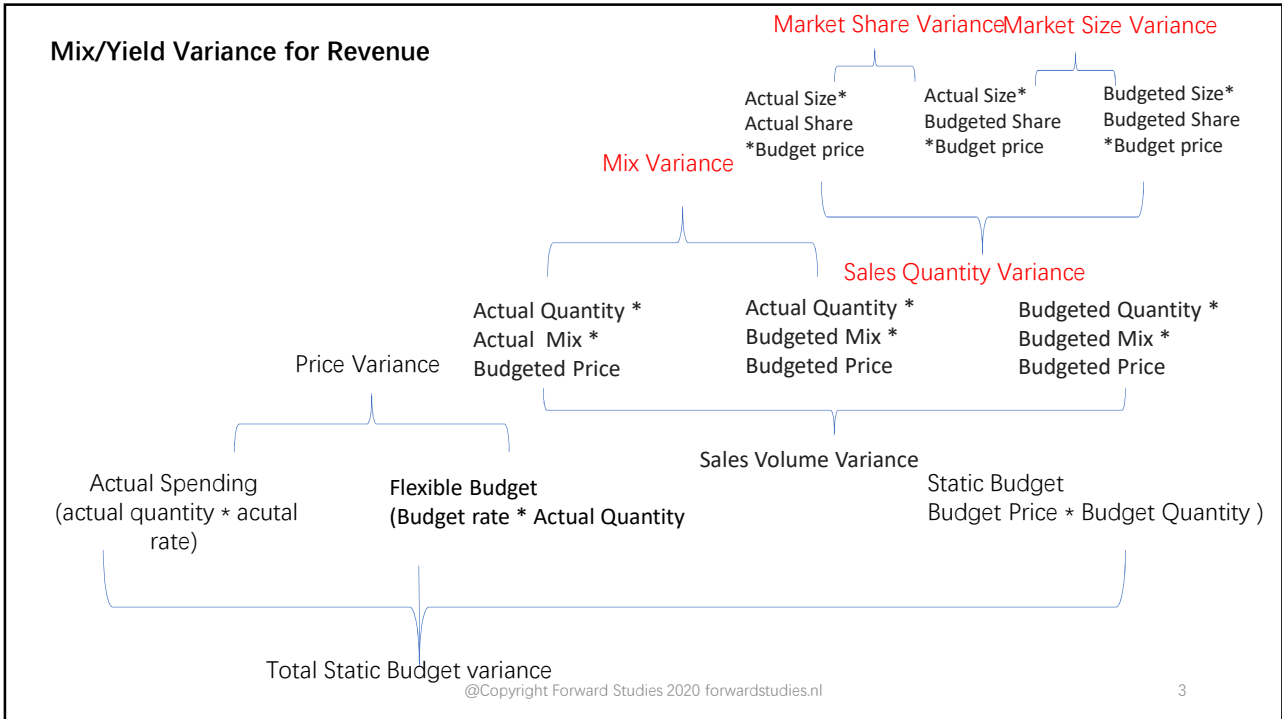 Mix/Yield Variance for Revenue
Market Share Variance
Market Size Variance
Actual Size*
Actual Share
*Budget price
Actual Size*
Budgeted Share
*Budget price
Budgeted Size*
Budgeted Share
*Budget price
Mix Variance
Sales Quantity Variance
Actual Quantity *
Actual Mix *
Budgeted Price
Actual Quantity *
Budgeted Mix *
Budgeted Price
Budgeted Quantity *
Budgeted Mix *
Budgeted Price
Price Variance
Sales Volume Variance
Actual Spending
(actual quantity * acutal
rate)
Flexible Budget
(Budget rate * Actual Quantity
Static Budget
Budget Price * Budget Quantity )
Total Static Budget variance
@Copyright Forward Studies 2020 forwardstudies.nl
3